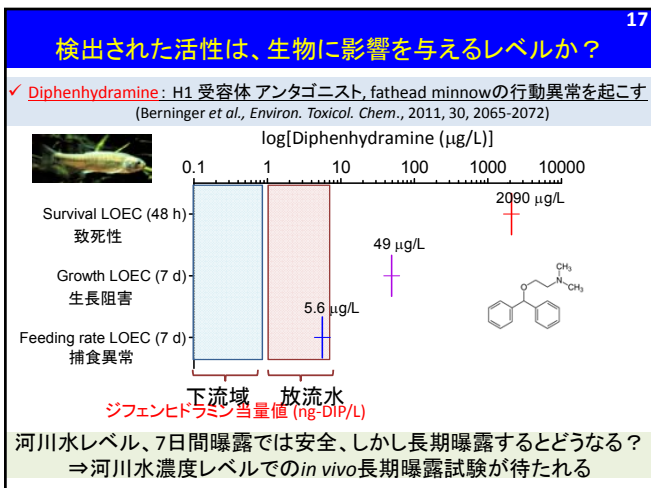 17
検出された活性は、生物に影響を与えるレベルか？
✓ Diphenhydramine: H1 受容体 アンタゴニスト, fathead minnowの行動異常を起こす
(Berninger et al., Environ. Toxicol. Chem., 2011, 30, 2065-2072)
log[Diphenhydramine (μg/L)]
0.1 1 10 100 1000 10000
2090 μg/L
Survival LOEC (48 h)
致死性
49 μg/L
Growth LOEC (7 d)
生長阻害
5.6 μg/L
Feeding rate LOEC (7 d)
捕食異常
CH3
N
CH3
O
下流域 放流水
ジフェンヒドラミン当量値 (ng-DIP/L)
河川水レベル、7日間曝露では安全、しかし長期曝露するとどうなる？
⇒河川水濃度レベルでのin vivo長期曝露試験が待たれる